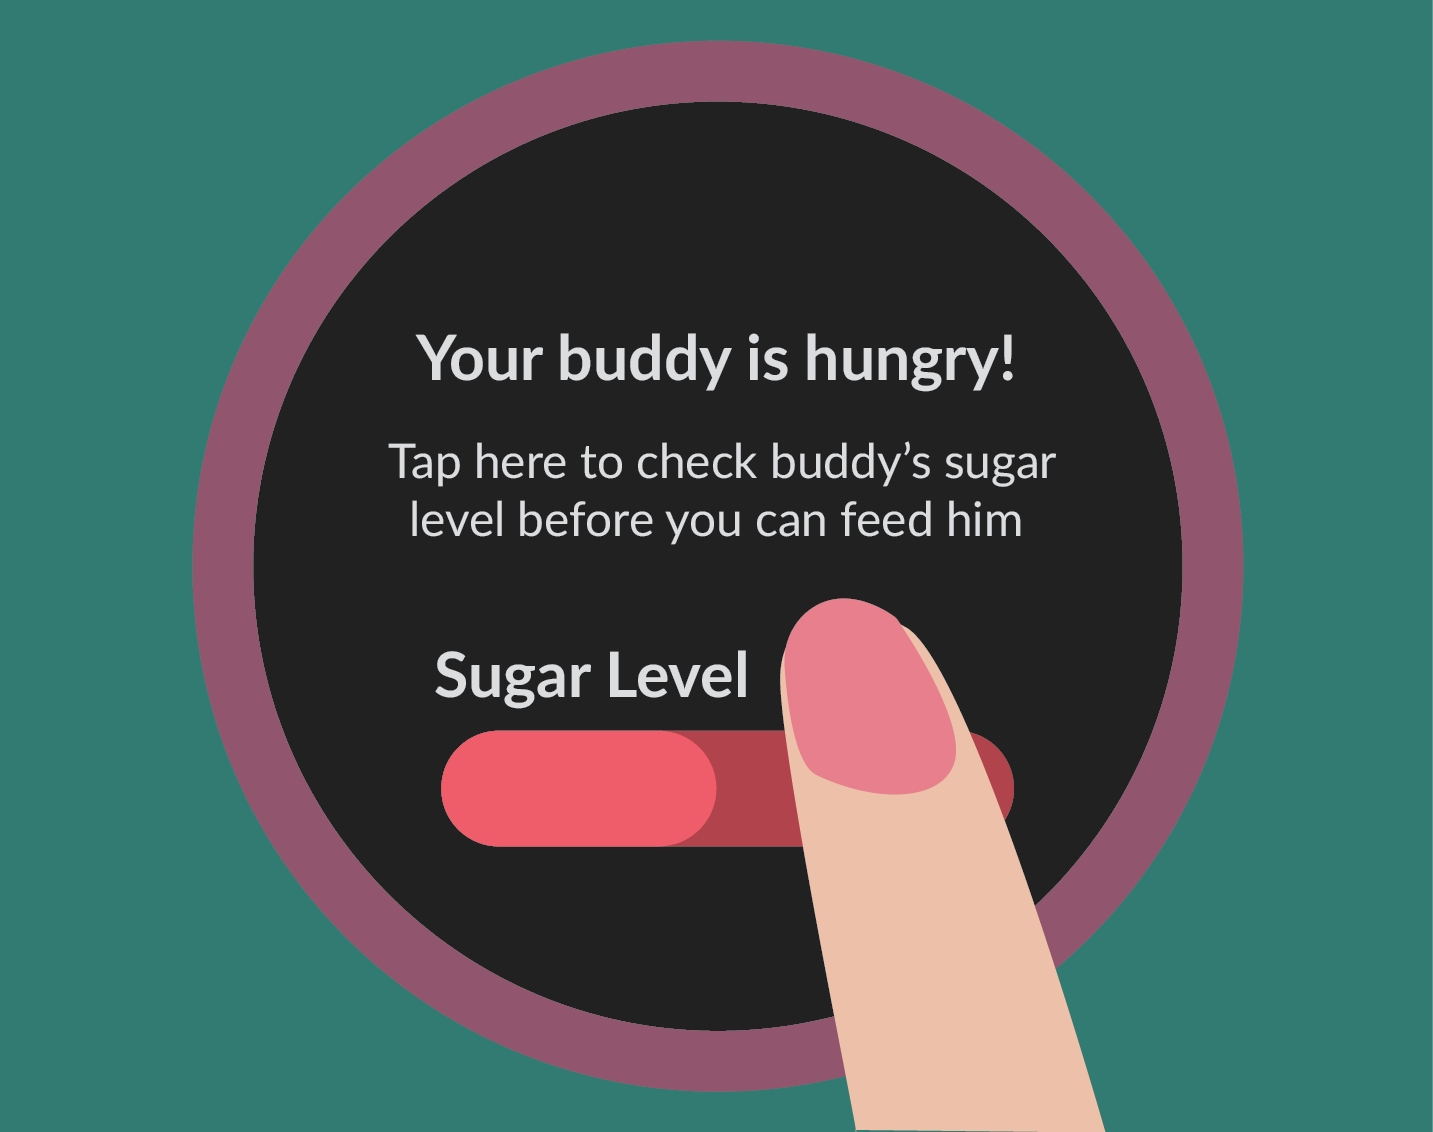 Your buddy is hungry!
Tap here to check buddy’s sugar
level before you can feed him
Sugar Level